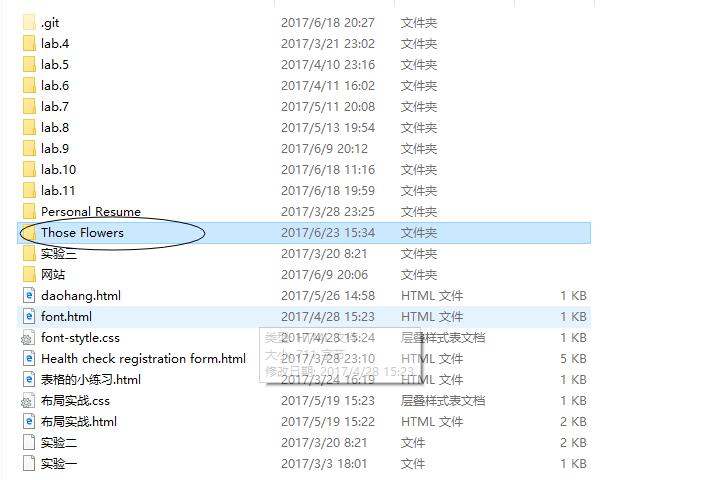 .git 2017/6/18 20:27 文件夹
lab.4 2017/3/21 23:02 文件夹
lab.5 2017/4/10 23:16 文件夹
lab.6 2017/4/11 16:02 文件夹
lab.7 2017/5/11 20:08 文件夹
lab.8 2017/5/13 19:54 文件夹
lab.9 2017/6/9 20:12 文件夹
lab.10 2017/6/18 11:16 文件夹
lab.11 2017/6/18 19:59 文件夹
Personal Resume 2017/3/28 23:25 文件夹
Those Flowers 2017/6/23 15:34 文件夹
实验三 2017/3/20 8:21 文件夹
网站 2017/6/9 20:06 文件夹
daohang.html 2017/5/26 14:58 HTML 文件 1 KB
font.html 2017/4/28 15:23 HTML 文件 1 KB
font-stytle.css 2017/4/28 15:24 层叠样式表文档 1 KB
Health check registration form.html 2017/3/28 23:10 HTML 文件 5 KB
表格的小练习.html 2017/3/24 16:19 HTML 文件 1 KB
布局实战.css 2017/5/19 15:23 层叠样式表文档 1 KB
布局实战.html 2017/5/19 15:22 HTML 文件 2 KB
实验二 2017/3/20 8:21 文件 2 KB
实验一 2017/3/3 18:01 文件 1 KB
类型: HTML 文件
大小: 711 字节
修改日期: 2017/4/28 15:23